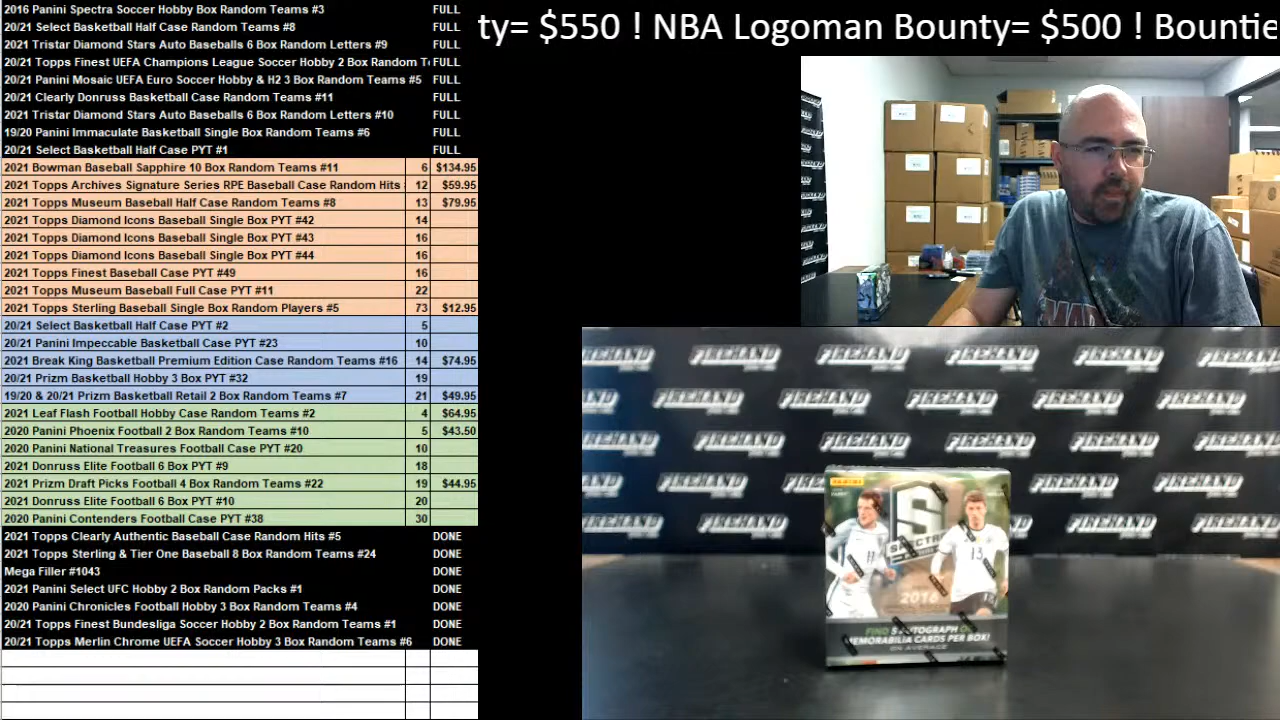 2016 Panini Spectra Soccer Hobby Box Random Teams #3 FULL
20/21 Select Basketball Half Case Random Teams #8 FULL
2021 Tristar Diamond Stars Auto Baseballs 6 Box Random Letters #9 FULL
20/21 Topps Finest UEFA Champions League Soccer Hobby 2 Box Random T FULL
20/21 Panini Mosaic UEFA Euro Soccer Hobby & H2 3 Box Random Teams #5 FULL
20/21 Clearly Donruss Basketball Case Random Teams #11 FULL
2021 Tristar Diamond Stars Auto Baseballs 6 Box Random Letters #10 FULL
19/20 Panini Immaculate Basketball Single Box Random Teams #6 FULL
20/21 Select Basketball Half Case PYT #1 FULL
2021 Bowman Baseball Sapphire 10 Box Random Teams #11 6 $134.95
2021 Topps Archives Signature Series RPE Baseball Case Random Hits 12 $59.95
2021 Topps Museum Baseball Half Case Random Teams #8 13 $79.95
2021 Topps Diamond Icons Baseball Single Box PYT #42 14
2021 Topps Diamond Icons Baseball Single Box PYT #43 16
2021 Topps Diamond Icons Baseball Single Box PYT #44 16
2021 Topps Finest Baseball Case PYT #49 16
2021 Topps Museum Baseball Full Case PYT #11 22
2021 Topps Sterling Baseball Single Box Random Players #5 73 $12.95
20/21 Select Basketball Half Case PYT #2 5
20/21 Panini Impeccable Basketball Case PYT #23 10
2021 Break King Basketball Premium Edition Case Random Teams #16 14 $74.95
20/21 Prizm Basketball Hobby 3 Box PYT #32 19
19/20 & 20/21 Prizm Basketball Retail 2 Box Random Teams #7 21 $49.95
2021 Leaf Flash Football Hobby Case Random Teams #2 4 $64.95
2020 Panini Phoenix Football 2 Box Random Teams #10 5 $43.50
2020 Panini National Treasures Football Case PYT #20 10
2021 Donruss Elite Football 6 Box PYT #9 18
2021 Prizm Draft Picks Football 4 Box Random Teams #22 19 $44.95
2021 Donruss Elite Football 6 Box PYT #10 20
2020 Panini Contenders Football Case PYT #38 30
2021 Topps Clearly Authentic Baseball Case Random Hits #5 DONE
2021 Topps Sterling & Tier One Baseball 8 Box Random Teams #24 DONE
Mega Filler #1043 DONE
2021 Panini Select UFC Hobby 2 Box Random Packs #1 DONE
2020 Panini Chronicles Football Hobby 3 Box Random Teams #4 DONE
20/21 Topps Finest Bundesliga Soccer Hobby 2 Box Random Teams #1 DONE
20/21 Topps Merlin Chrome UEFA Soccer Hobby 3 Box Random Teams #6 DONE
ty= $550 ! NBA Logoman Bounty= $500 ! Bountie
FIREHAND
PANINI
S
SPECTRA
2016
FIND 5 AUTOGRAPH OR
MEMORABILIA CARDS PER BOX!
ON AVERAGE